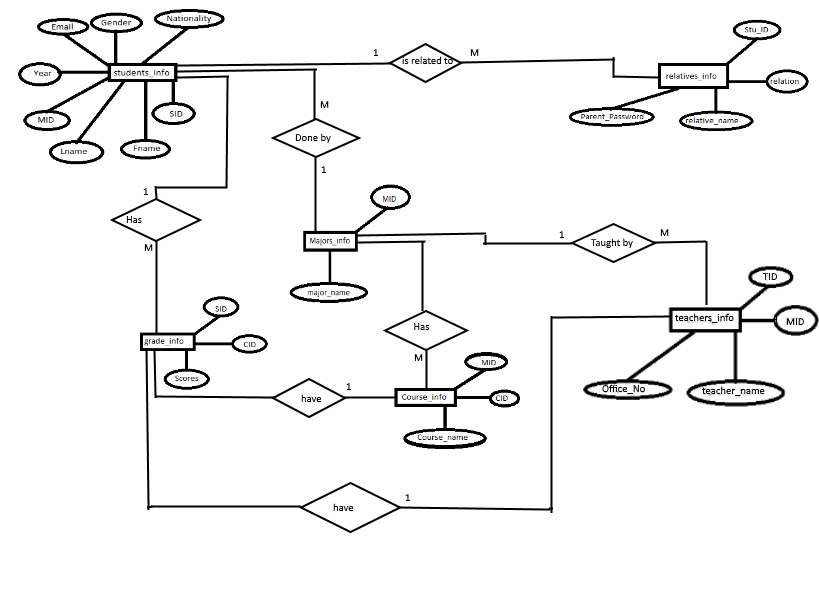 Email
Gender
Nationality
Year
students_info
MID
Lname
Fname
SID
1
is related to
M
Stu_ID
relatives_info
relation
Parent_Password
relative_name
M
Done by
1
1
Has
M
MID
Majors_info
major_name
1
Taught by
M
TID
teachers_info
MID
Office_No
teacher_name
Has
M
SID
grade_info
CID
Scores
have
1
MID
Course_info
CID
Course_name
have
1